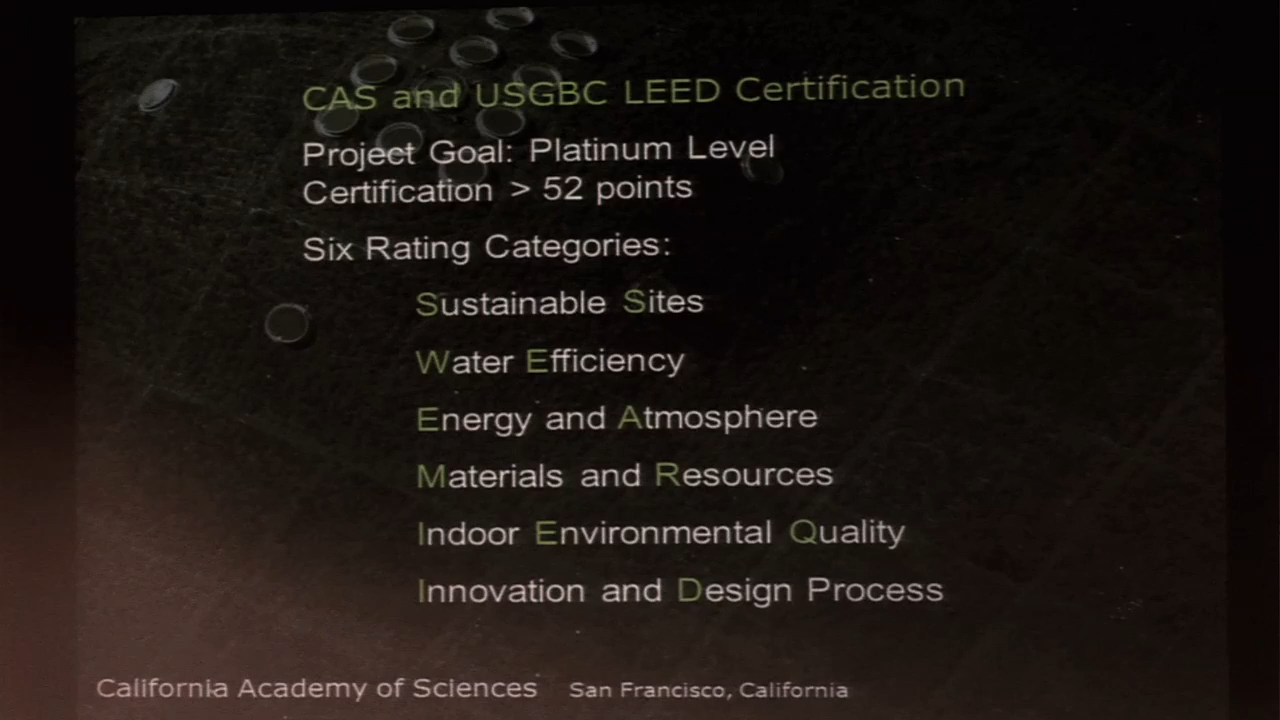 CAS and USGBC LEED Certification
Project Goal: Platinum Level
Certification > 52 points
Six Rating Categories:
Sustainable Sites
Water Efficiency
Energy and Atmosphere
Materials and Resources
Indoor Environmental Quality
Innovation and Design Process
California Academy of Sciences San Francisco, California